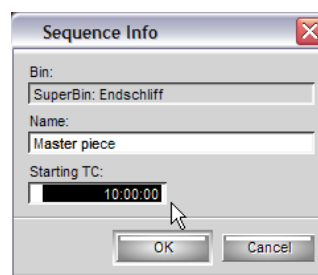 Sequence Info
Bin:
SuperBin: Endschliff
Name:
Master piece
Starting TC:
10:00:00
OK
Cancel